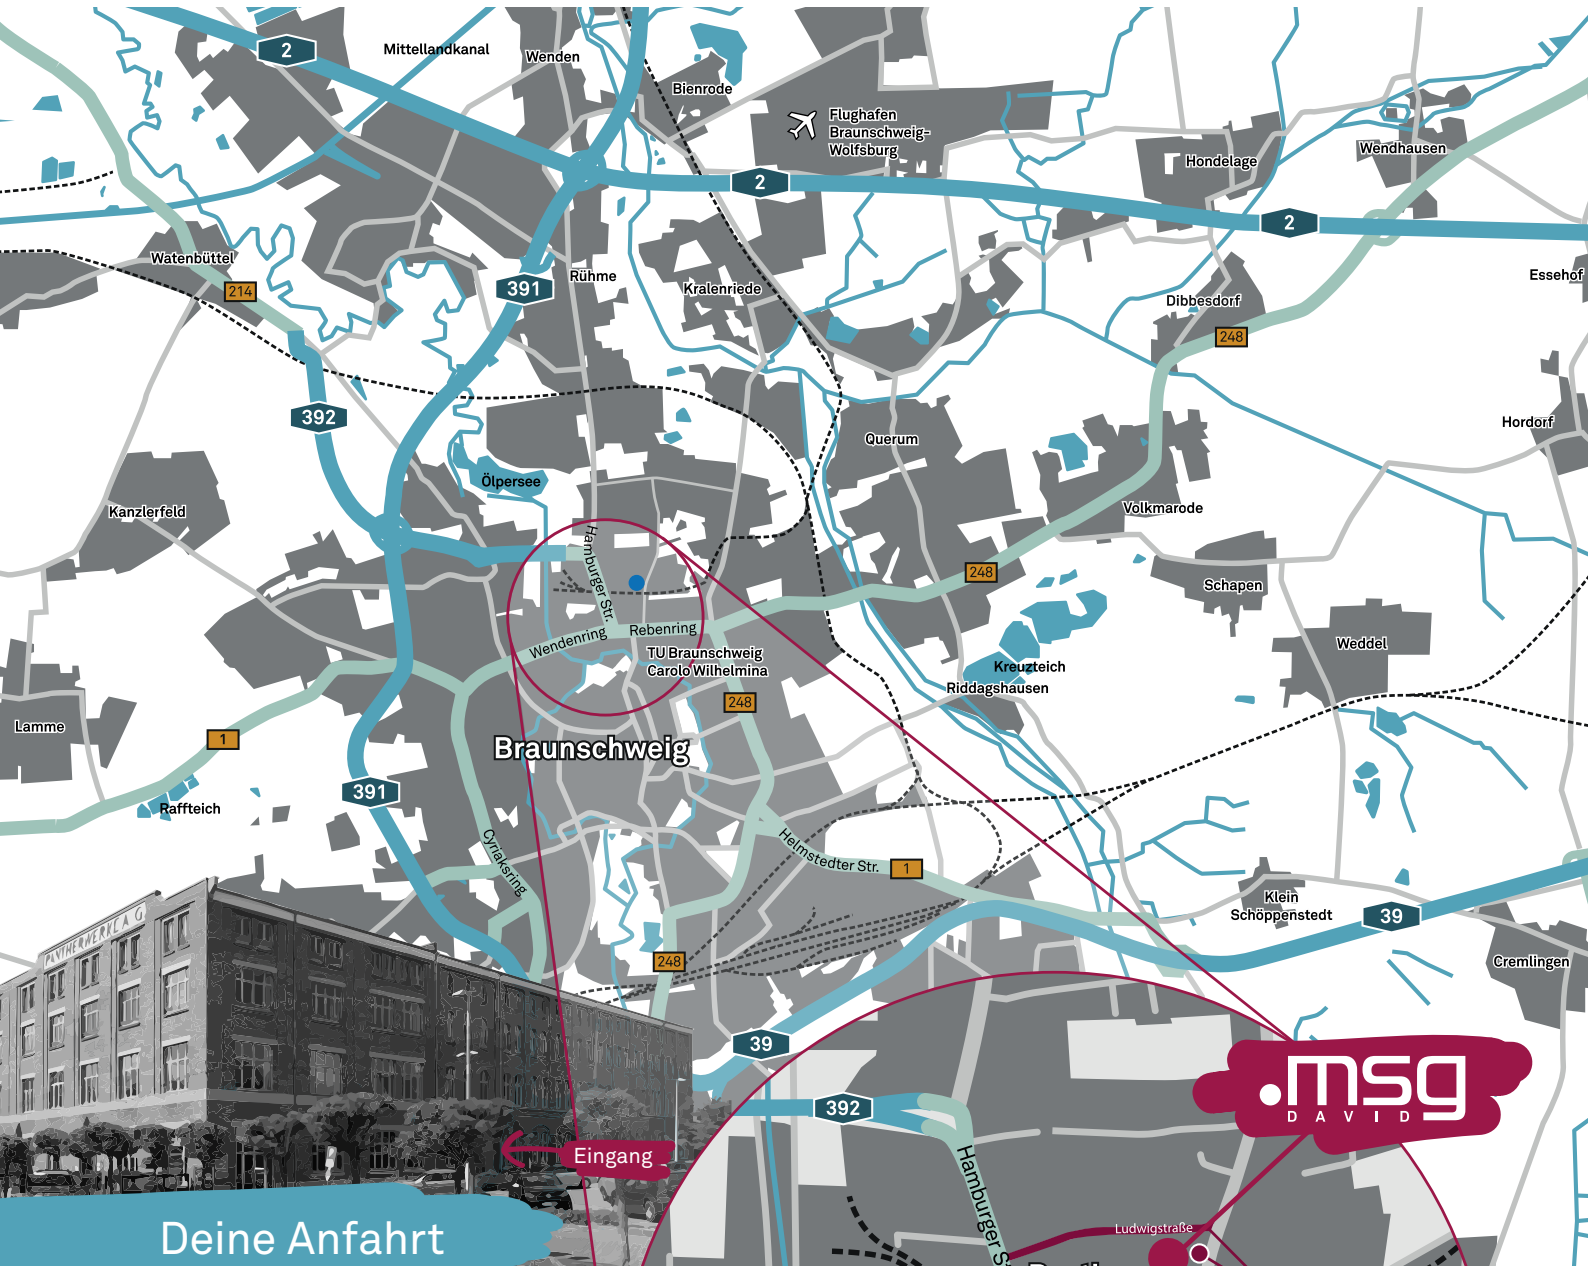 2
Mittellandkanal
Wenden
Bienrode
Flughafen
Braunschweig-
Wolfsburg
Hondelage
Wendhausen
2
2
Watenbüttel
214
391
Rühme
Kralenriede
Essehof
Dibbesdorf
248
392
Querum
Hordorf
Ölpersee
Kanzlerfeld
Volkmarode
Hamburger Str.
248
Schapen
Wendenring
Rebenring
TU Braunschweig
Carolo Wilhelmina
Weddel
Kreuzteich
Riddagshausen
248
Lamme
1
Braunschweig
391
Raffteich
Cyriaksring
Helmstedter Str.
1
Klein
Schöppenstedt
39
PANTHERWERKE A.G
248
Cremlingen
39
.msg
DAVID
392
Eingang
Hamburger S
Deine Anfahrt
Ludwigstraße